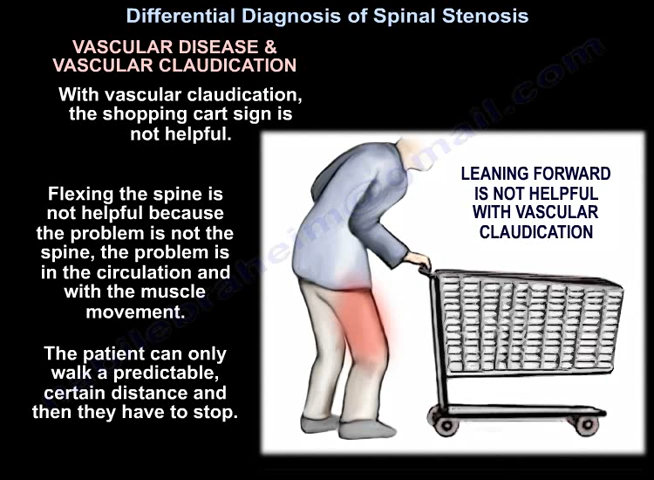 Differential Diagnosis of Spinal Stenosis
VASCULAR DISEASE &
VASCULAR CLAUDICATION
With vascular claudication,
the shopping cart sign is
not helpful.
Flexing the spine is
not helpful because
the problem is not the
spine, the problem is
in the circulation and
with the muscle
movement.
The patient can only
walk a predictable,
certain distance and
then they have to stop.
LEANING FORWARD
IS NOT HELPFUL
WITH VASCULAR
CLAUDICATION